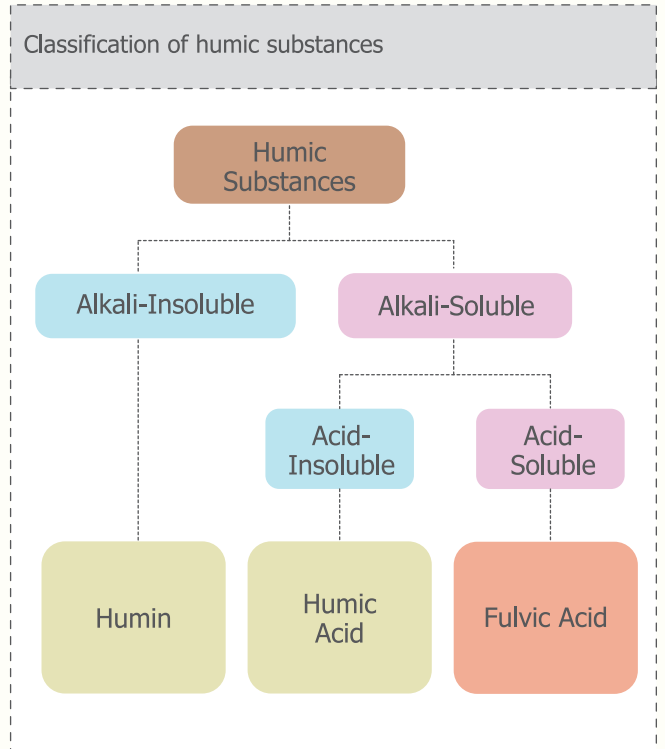 Classification of humic substances
Humic
Substances
Alkali-Insoluble
Alkali-Soluble
Acid-
Insoluble
Acid-
Soluble
Humin
Humic
Acid
Fulvic Acid